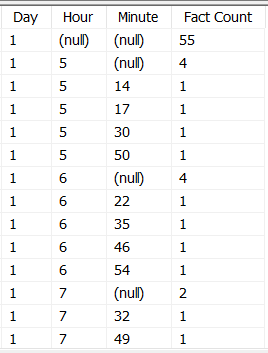 Day Hour Minute Fact Count
1 (null) (null) 55
1 5 (null) 4
1 5 14 1
1 5 17 1
1 5 30 1
1 5 50 1
1 6 (null) 4
1 6 22 1
1 6 35 1
1 6 46 1
1 6 54 1
1 7 (null) 2
1 7 32 1
1 7 49 1